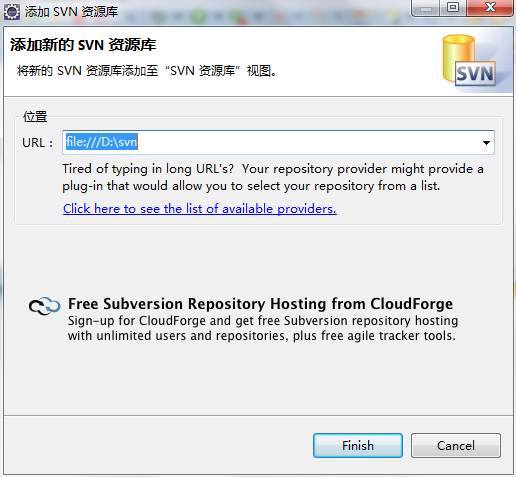 添加 SVN 资源库
添加新的 SVN 资源库
将新的 SVN 资源库添加至“SVN 资源库”视图。
SVN
位置
URL：
file:///D:\svn
Tired of typing in long URL's? Your repository provider might provide a
plug-in that would allow you to select your repository from a list.
Click here to see the list of available providers.
Free Subversion Repository Hosting from CloudForge
Sign-up for CloudForge and get free Subversion repository hosting
with unlimited users and repositories, plus free agile tracker tools.
Finish
Cancel